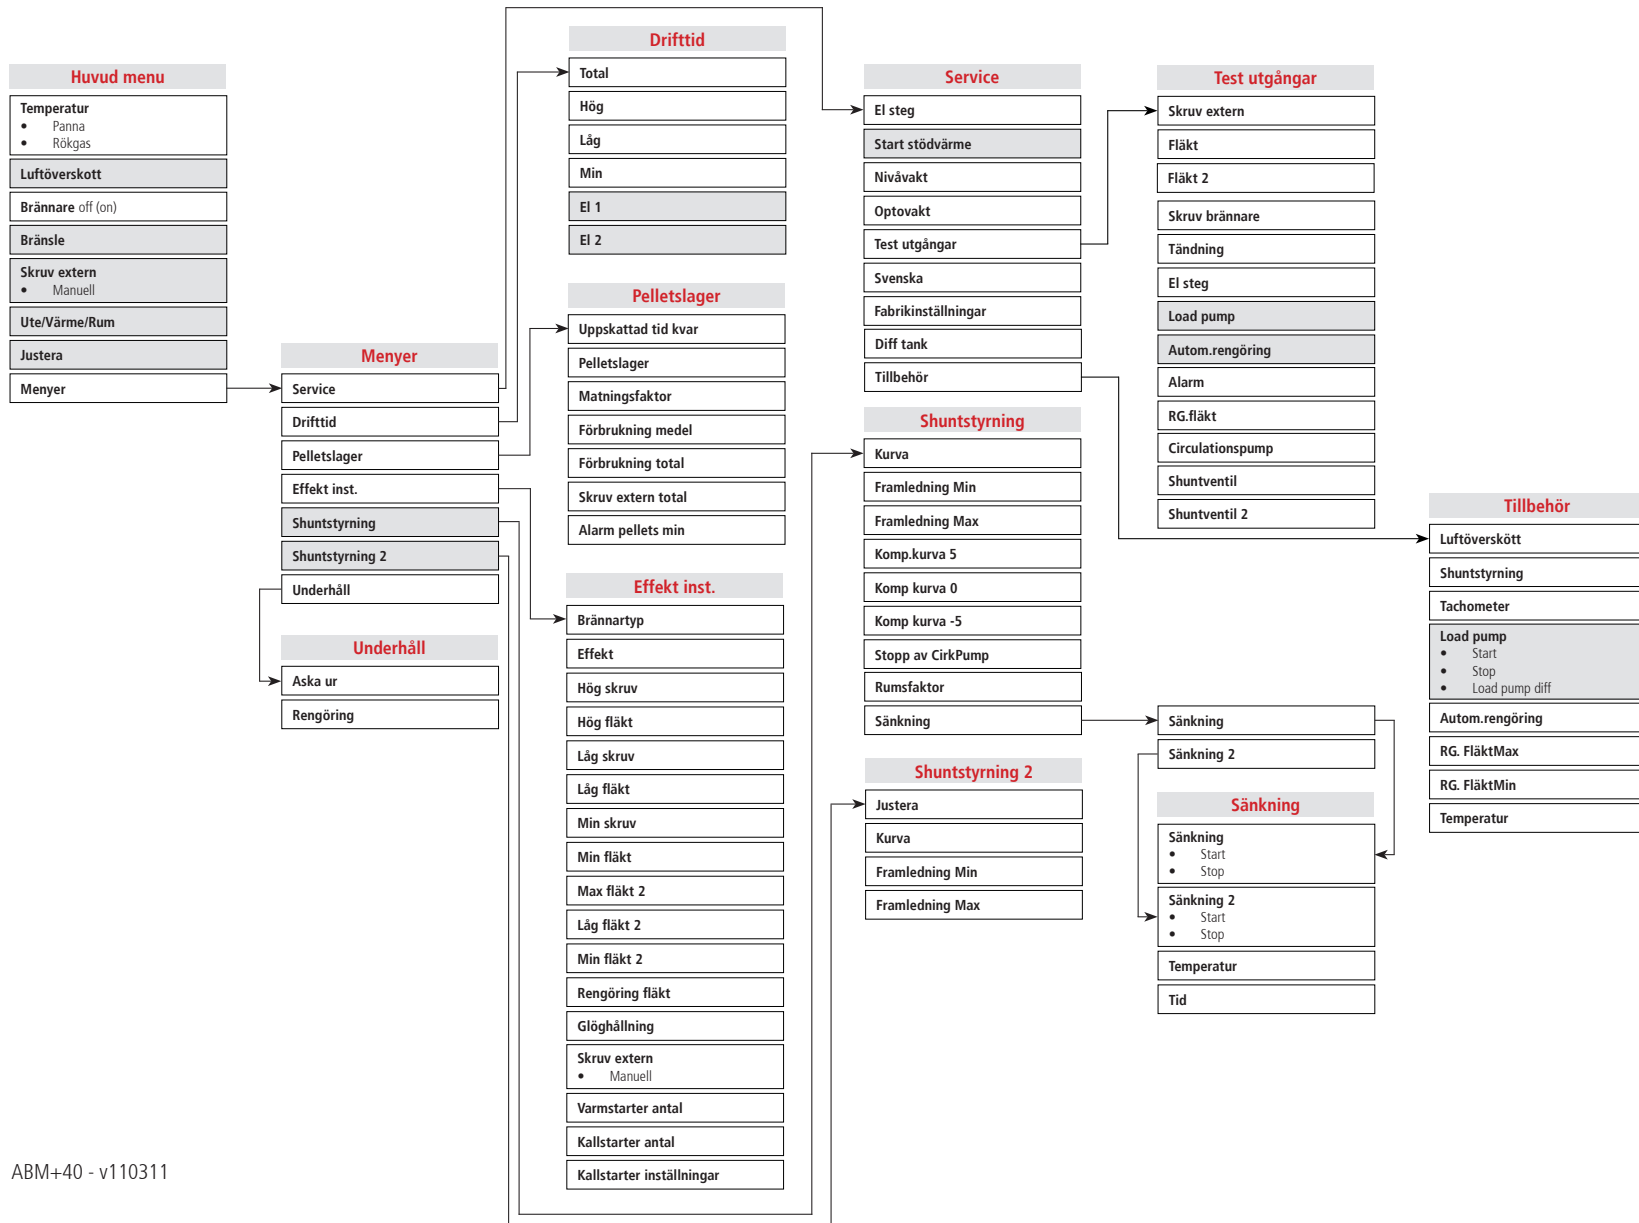 Huvud menu
Temperatur
• Panna
• Rökgas
Luftöverskott
Brännare off (on)
Bränsle
Skruv extern
• Manuell
Ute/Värme/Rum
Justera
Menyer
Menyer
Service
Drifttid
Pelletslager
Effekt inst.
Shuntstyrning
Shuntstyrning 2
Underhåll
Underhåll
Aska ur
Rengöring
Drifttid
Total
Hög
Låg
Min
El 1
El 2
Pelletslager
Uppskattad tid kvar
Pelletslager
Matningsfaktor
Förbrukning medel
Förbrukning total
Skruv extern total
Alarm pellets min
Effekt inst.
Brännartyp
Effekt
Hög skruv
Hög fläkt
Låg skruv
Låg fläkt
Min skruv
Min fläkt
Max fläkt 2
Låg fläkt 2
Min fläkt 2
Rengöring fläkt
Glöghållning
Skruv extern
• Manuell
Varmstarter antal
Kallstarter antal
Kallstarter inställningar
Service
El steg
Start stödvärme
Nivåvakt
Optovakt
Test utgångar
Svenska
Fabrikinställningar
Diff tank
Tillbehör
Shuntstyrning
Kurva
Framledning Min
Framledning Max
Komp.kurva 5
Komp kurva 0
Komp kurva -5
Stopp av CirkPump
Rumsfaktor
Sänkning
Shuntstyrning 2
Justera
Kurva
Framledning Min
Framledning Max
Test utgångar
Skruv extern
Fläkt
Fläkt 2
Skruv brännare
Tändning
El steg
Load pump
Autom.rengöring
Alarm
RG.fläkt
Circulationspump
Shuntventil
Shuntventil 2
Sänkning
Sänkning 2
Sänkning
Sänkning
• Start
• Stop
Sänkning 2
• Start
• Stop
Temperatur
Tid
Tillbehör
Luftöverskött
Shuntstyrning
Tachometer
Load pump
• Start
• Stop
• Load pump diff
Autom.rengöring
RG. FläktMax
RG. FläktMin
Temperatur
ABM+40 - v110311